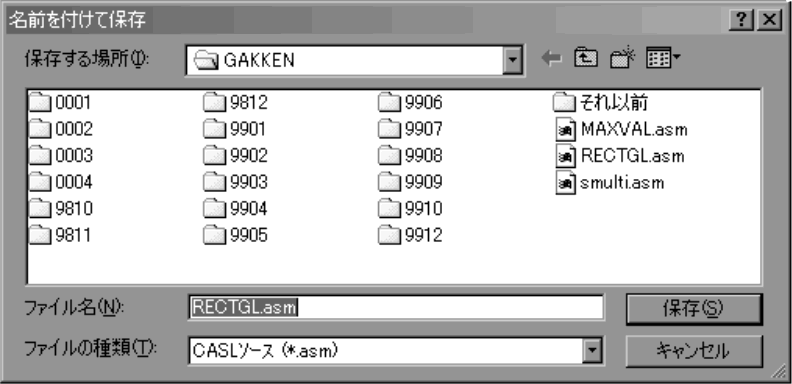 名前を付けて保存
保存する場所(I):
GAKKEN
0001
0002
0003
0004
9810
9811
9812
9901
9902
9903
9904
9905
9906
9907
9908
9909
9910
9912
それ以前
MAXVAL.asm
RECTGL.asm
smulti.asm
ファイル名(N):
RECTGL.asm
保存(S)
ファイルの種類(T):
CASLソース (*.asm)
キャンセル